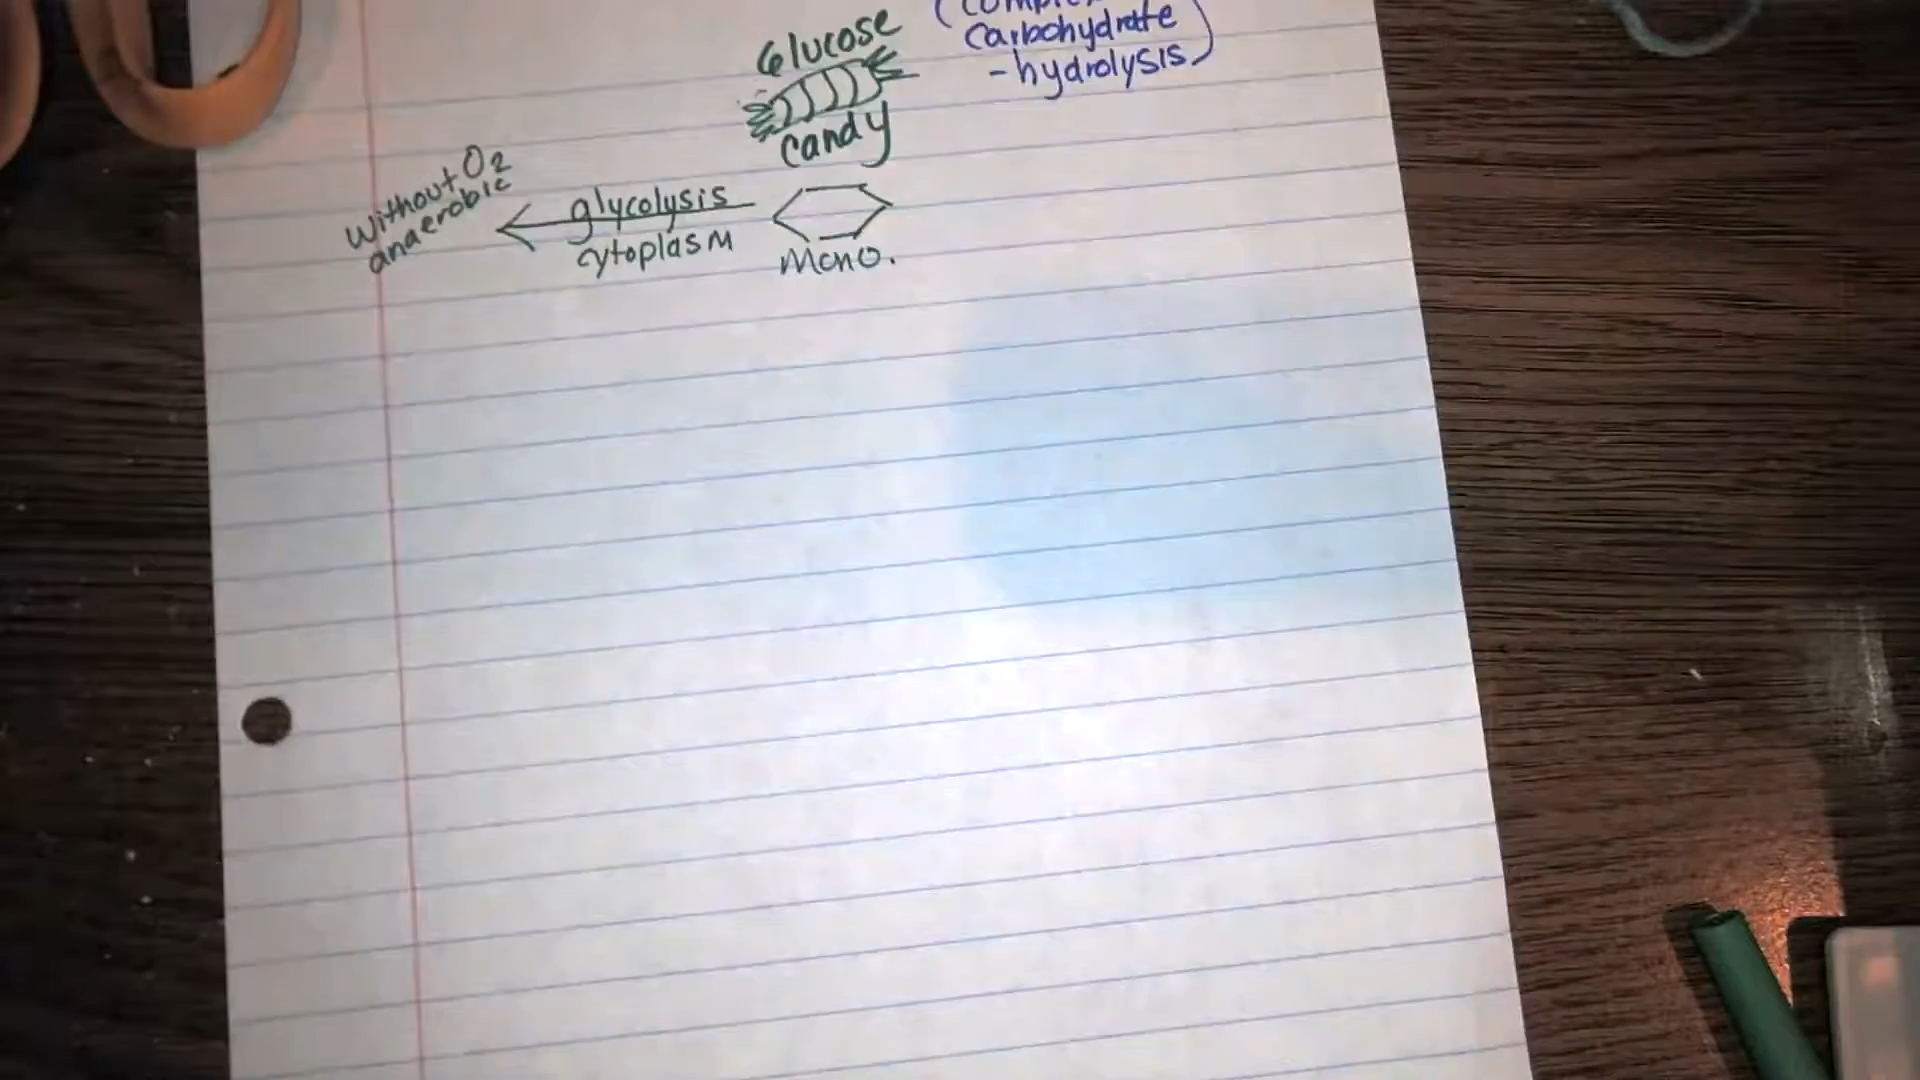 Glucose
candy
Carbohydrate
- hydrolysis
Without O2
anaerobic
glycolysis
cytoplasm
Mono.